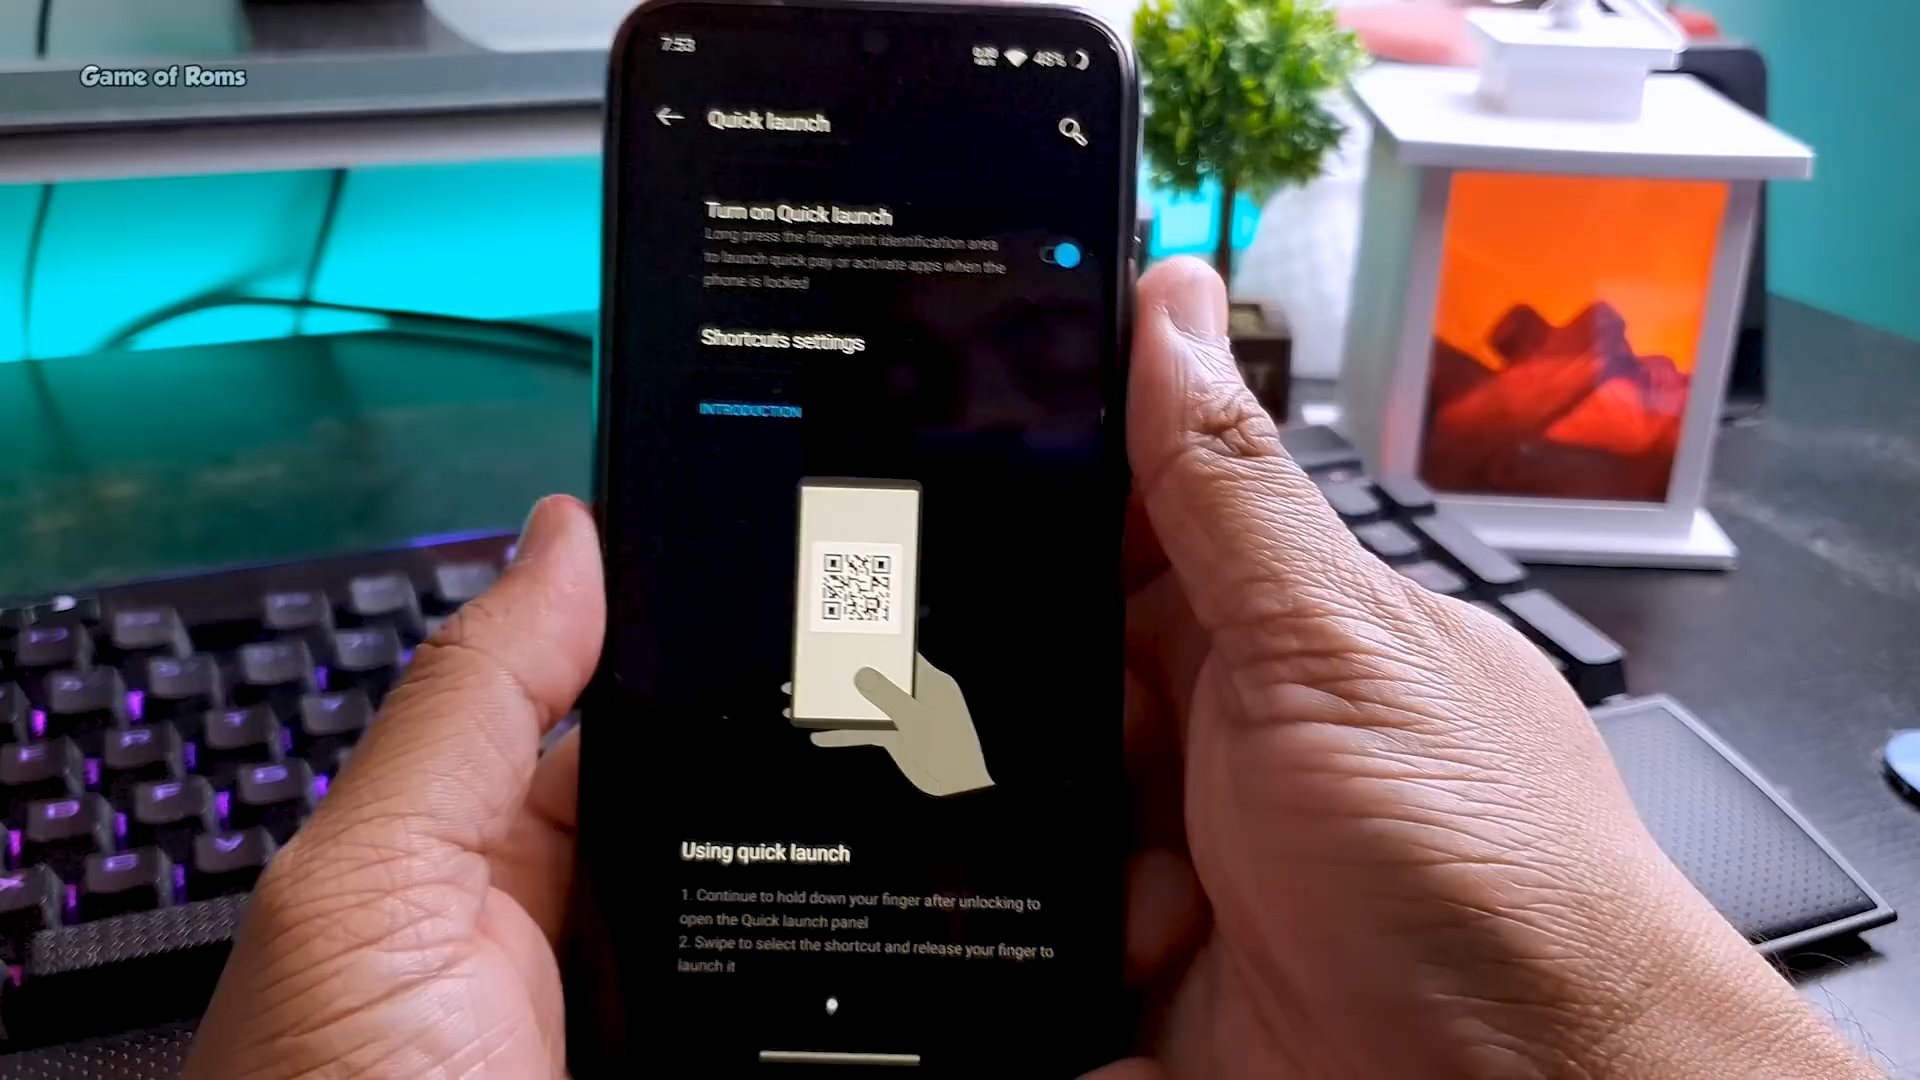 Game of Roms
7:53
48%
Quick launch
Turn on Quick launch
Long press the fingerprint identification area
to launch quick pay or activate apps when the
phone is locked
Shortcuts settings
INTRODUCTION
Using quick launch
1. Continue to hold down your finger after unlocking to
open the Quick launch panel
2. Swipe to select the shortcut and release your finger to
launch it